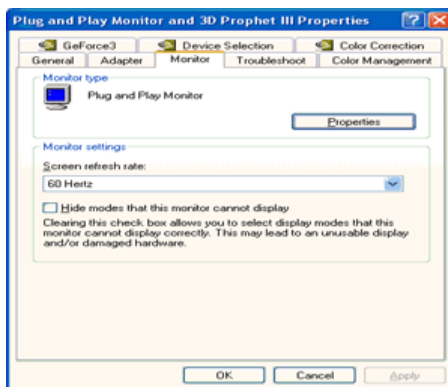 Plug and Play Monitor and 3D Prophet III Properties
GeForce3 Device Selection Color Correction
General Adapter Monitor Troubleshoot Color Management
Monitor type
Plug and Play Monitor
Properties
Monitor settings
Screen refresh rate:
60 Hertz
Hide modes that this monitor cannot display
Clearing this check box allows you to select display modes that this
monitor cannot display correctly. This may lead to an unusable display
and/or damaged hardware.
OK Cancel Apply